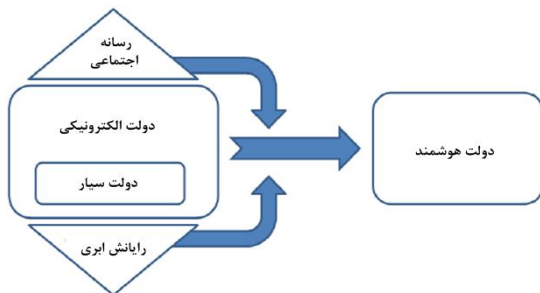 رسانه
اجتماعی
دولت الکترونیکی
دولت سیار
رایانش ابری
دولت هوشمند